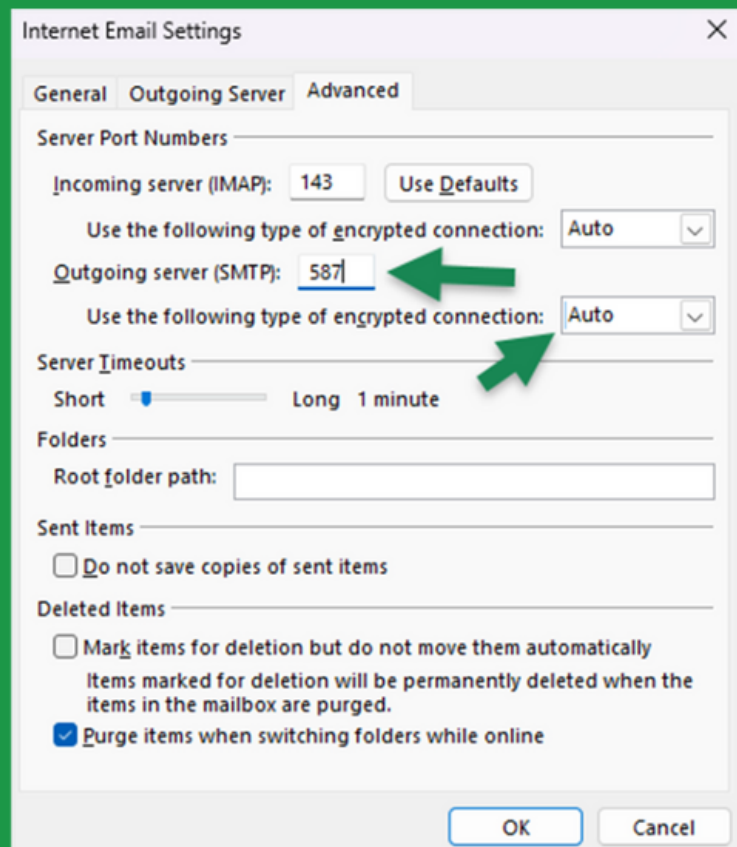 Internet Email Settings
General Outgoing Server Advanced
Server Port Numbers
Incoming server (IMAP): 143 Use Defaults
Use the following type of encrypted connection: Auto
Outgoing server (SMTP): 587
Use the following type of encrypted connection: Auto
Server Timeouts
Short Long 1 minute
Folders
Root folder path:
Sent Items
Do not save copies of sent items
Deleted Items
Mark items for deletion but do not move them automatically
Items marked for deletion will be permanently deleted when the
items in the mailbox are purged.
Purge items when switching folders while online
OK Cancel